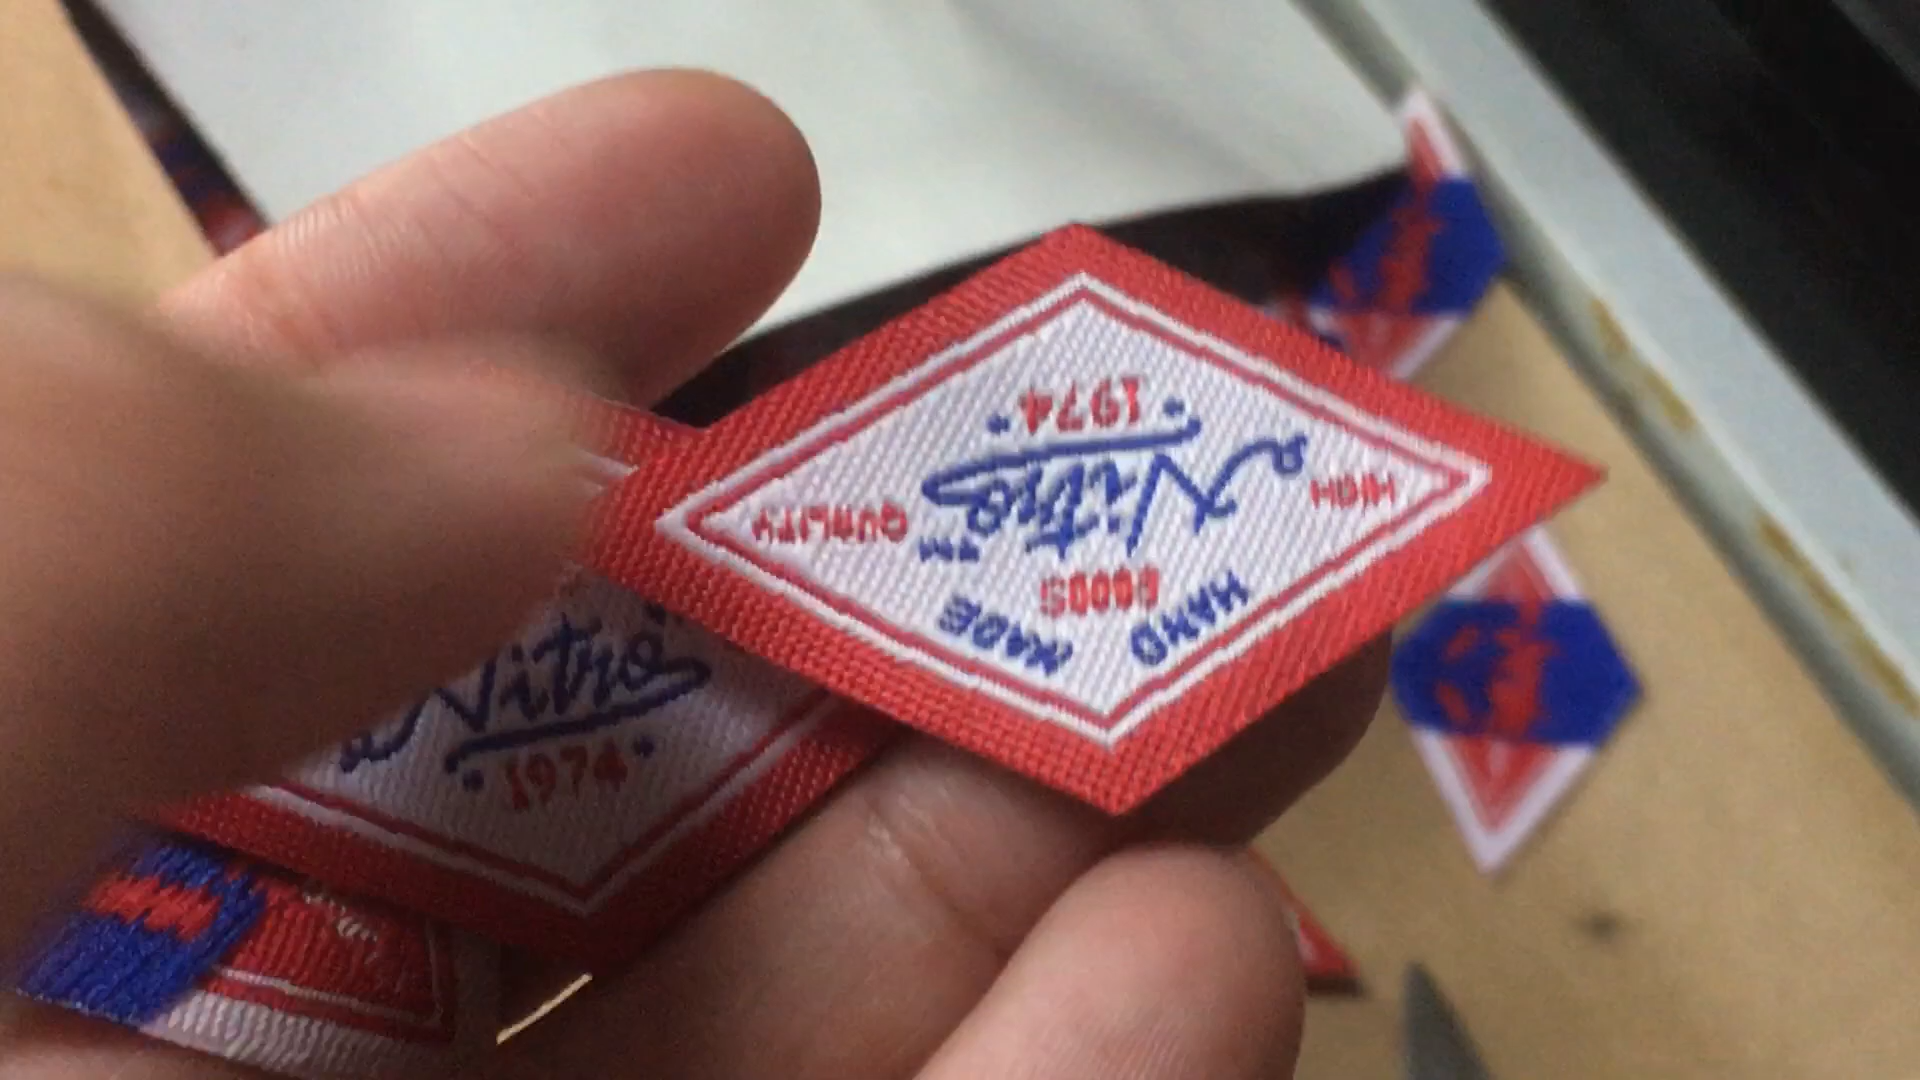 HAND MADE
GOODS
HIGH Nitro'n QUALITY
•1974•
Nitro'
•1974•